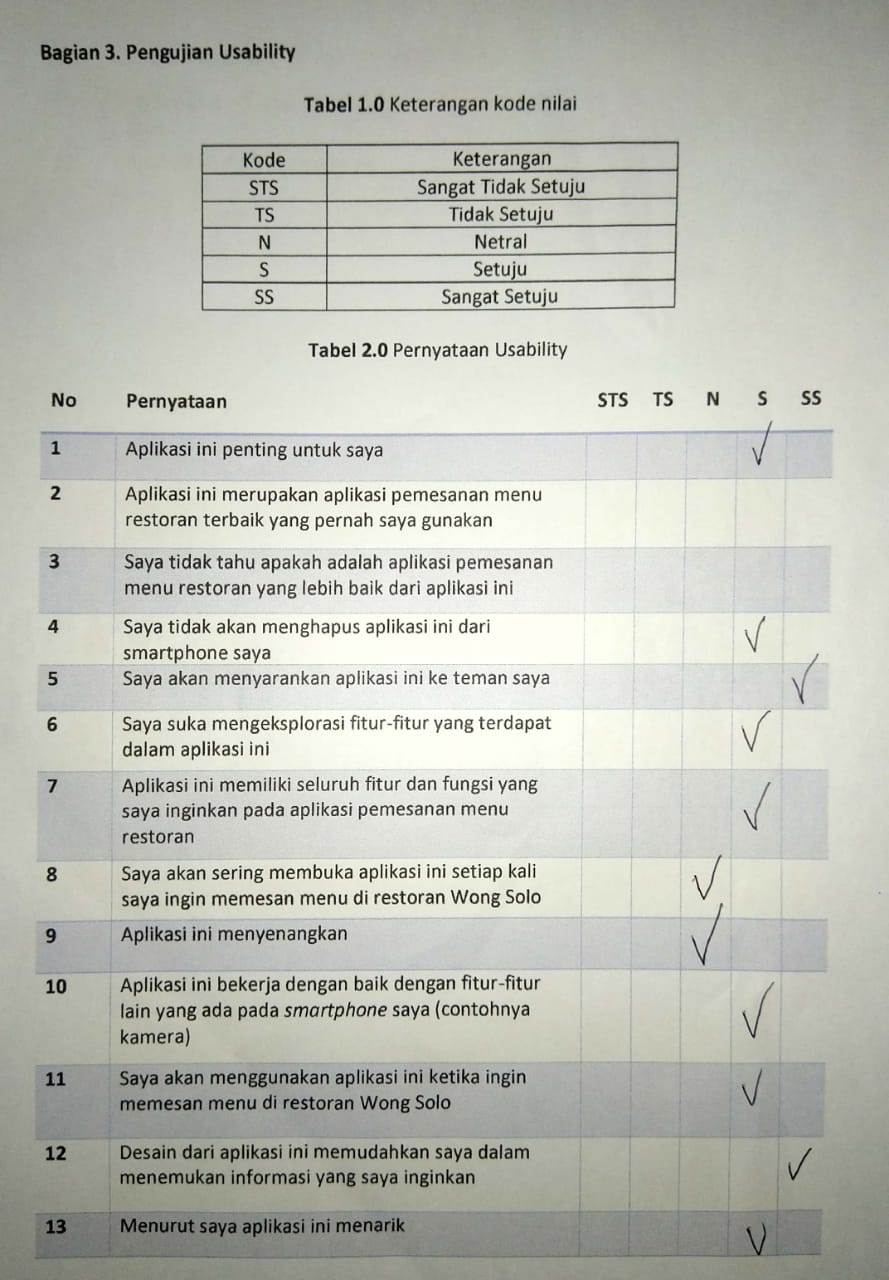 Bagian 3. Pengujian Usability
Tabel 1.0 Keterangan kode nilai
Kode Keterangan
STS Sangat Tidak Setuju
TS Tidak Setuju
N Netral
S Setuju
SS Sangat Setuju
Tabel 2.0 Pernyataan Usability
No Pernyataan STS TS N S SS
1 Aplikasi ini penting untuk saya ✓
2 Aplikasi ini merupakan aplikasi pemesanan menu
restoran terbaik yang pernah saya gunakan
3 Saya tidak tahu apakah adalah aplikasi pemesanan
menu restoran yang lebih baik dari aplikasi ini
4 Saya tidak akan menghapus aplikasi ini dari ✓
smartphone saya
5 Saya akan menyarankan aplikasi ini ke teman saya ✓
6 Saya suka mengeksplorasi fitur-fitur yang terdapat ✓
dalam aplikasi ini
7 Aplikasi ini memiliki seluruh fitur dan fungsi yang
saya inginkan pada aplikasi pemesanan menu ✓
restoran
8 Saya akan sering membuka aplikasi ini setiap kali ✓
saya ingin memesan menu di restoran Wong Solo
9 Aplikasi ini menyenangkan ✓
10 Aplikasi ini bekerja dengan baik dengan fitur-fitur
lain yang ada pada smartphone saya (contohnya ✓
kamera)
11 Saya akan menggunakan aplikasi ini ketika ingin ✓
memesan menu di restoran Wong Solo
12 Desain dari aplikasi ini memudahkan saya dalam ✓
menemukan informasi yang saya inginkan
13 Menurut saya aplikasi ini menarik ✓